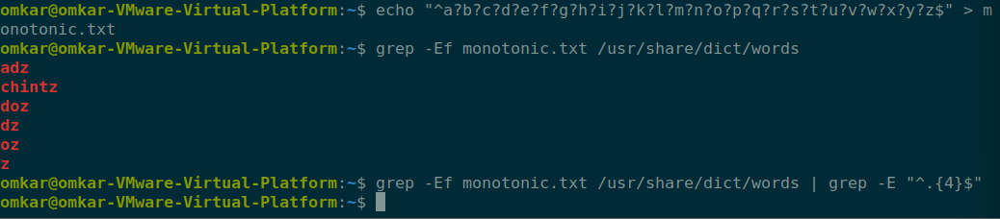 omkar@omkar-VMware-Virtual-Platform:~$ echo "^a?b?c?d?e?f?g?h?i?j?k?l?m?n?o?p?q?r?s?t?u?v?w?x?y?z$" > m
onotonic.txt
omkar@omkar-VMware-Virtual-Platform:~$ grep -Ef monotonic.txt /usr/share/dict/words
adz
chintz
doz
dz
oz
z
omkar@omkar-VMware-Virtual-Platform:~$ grep -Ef monotonic.txt /usr/share/dict/words | grep -E "^.{4}$"
omkar@omkar-VMware-Virtual-Platform:~$